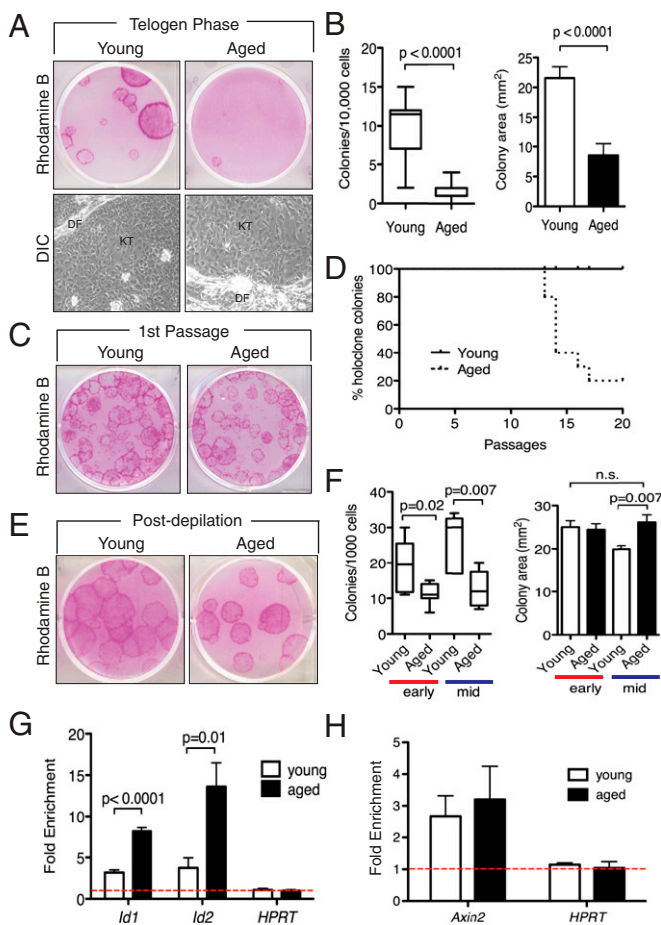 A
Telogen Phase
Young Aged
Rhodamine B
DIC
DF
KT
KT
DF
B
p <0.0001
Colonies/10,000 cells
15
10
5
0
Young Aged
p <0.0001
Colony area (mm²)
25
20
15
10
5
0
Young Aged
C
1st Passage
Young Aged
Rhodamine B
D
% holoclone colonies
100
80
60
40
20
0
0 5 10 15 20
Passages
Young
Aged
E
Post-depilation
Young Aged
Rhodamine B
F
p=0.02
p=0.007
Colonies/1000 cells
40
30
20
10
0
Young Aged Young Aged
early mid
n.s.
p=0.007
Colony area (mm²)
30
20
10
0
Young Aged Young Aged
early mid
G
Fold Enrichment
20
15
10
5
0
p< 0.0001
p=0.01
young
aged
Id1 Id2 HPRT
H
Fold Enrichment
5
4
3
2
1
0
young
aged
Axin2 HPRT